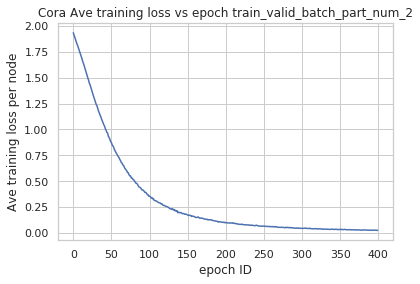 Cora Ave training loss vs epoch train_valid_batch_part_num_2
Ave training loss per node
2.00
1.75
1.50
1.25
1.00
0.75
0.50
0.25
0.00
0 50 100 150 200 250 300 350 400
epoch ID